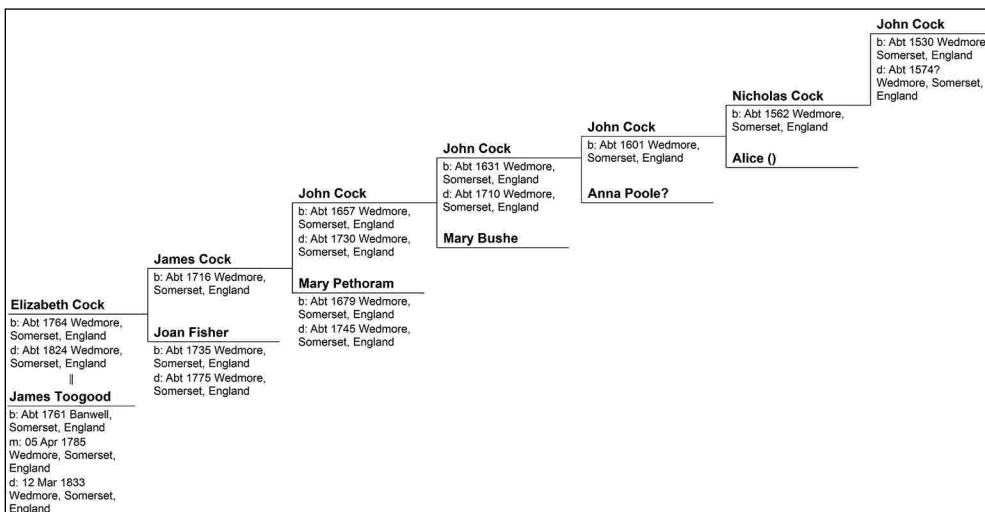 John Cock
b: Abt 1530 Wedmore,
Somerset, England
d: Abt 1574?
Wedmore, Somerset,
England
Nicholas Cock
b: Abt 1562 Wedmore,
Somerset, England
Alice ()
John Cock
b: Abt 1601 Wedmore,
Somerset, England
Anna Poole?
John Cock
b: Abt 1631 Wedmore,
Somerset, England
d: Abt 1710 Wedmore,
Somerset, England
Mary Bushe
John Cock
b: Abt 1657 Wedmore,
Somerset, England
d: Abt 1730 Wedmore,
Somerset, England
Mary Pethoram
b: Abt 1679 Wedmore,
Somerset, England
d: Abt 1745 Wedmore,
Somerset, England
James Cock
b: Abt 1716 Wedmore,
Somerset, England
Joan Fisher
b: Abt 1735 Wedmore,
Somerset, England
d: Abt 1775 Wedmore,
Somerset, England
Elizabeth Cock
b: Abt 1764 Wedmore,
Somerset, England
d: Abt 1824 Wedmore,
Somerset, England
||
James Toogood
b: Abt 1761 Banwell,
Somerset, England
m: 05 Apr 1785
Wedmore, Somerset,
England
d: 12 Mar 1833
Wedmore, Somerset,
England